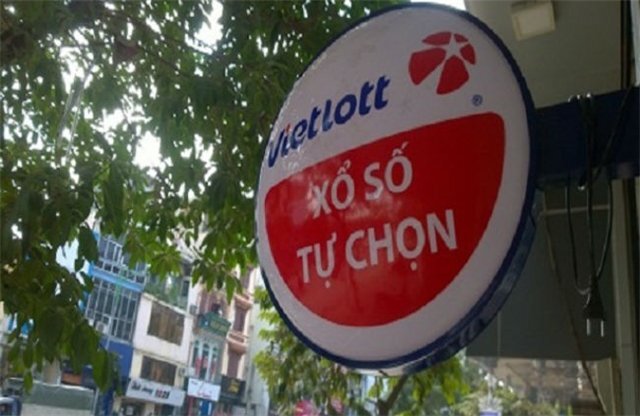 Vietlott
®
XỔ SỐ
TỰ CHỌN